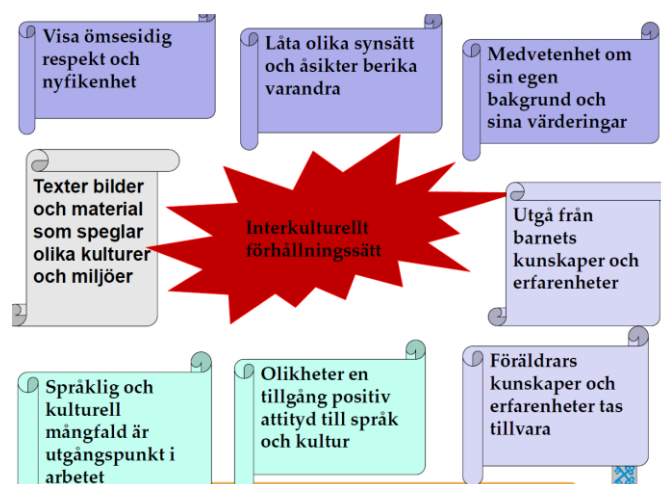 Visa ömsesidig
respekt och
nyfikenhet
Låta olika synsätt
och åsikter berika
varandra
Medvetenhet om
sin egen
bakgrund och
sina värderingar
Texter bilder
och material
som speglar
olika kulturer
och miljöer
Interkulturellt
förhållningssätt
Utgå från
barnets
kunskaper och
erfarenheter
Språklig och
kulturell
mångfald är
utgångspunkt i
arbetet
Olikheter en
tillgång positiv
attityd till språk
och kultur
Föräldrars
kunskaper och
erfarenheter tas
tillvara